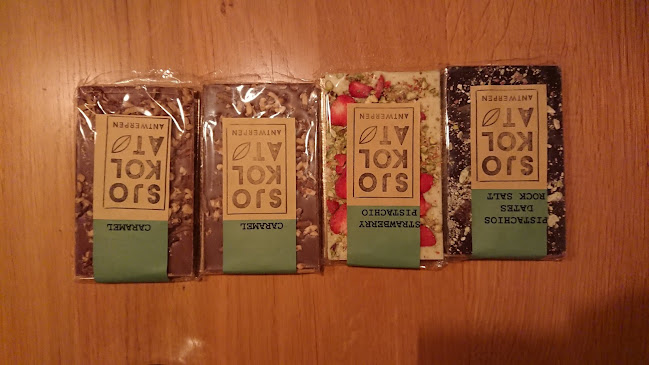 PISTACHIOS
DATES
ROCK SALT
SJO
KOL
AT
ANTWERPEN
STRAWBERRY
PISTACHIO
SJO
KOL
AT
ANTWERPEN
CARAMEL
SJO
KOL
AT
ANTWERPEN
CARAMEL
SJO
KOL
AT
ANTWERPEN